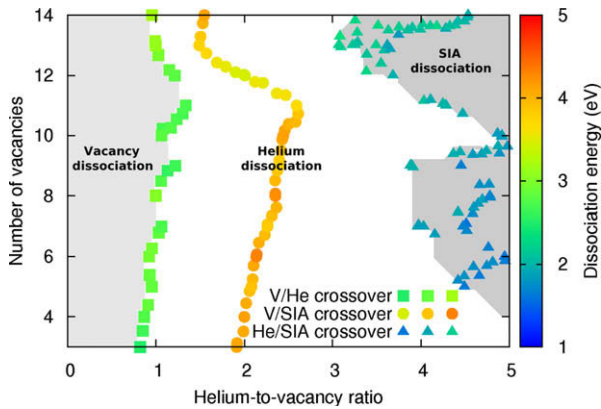 14
12
10
8
6
4
Number of vacancies
Vacancy
dissociation
Helium
dissociation
SIA
dissociation
V/He crossover
V/SIA crossover
He/SIA crossover
0
1
2
3
4
5
Helium-to-vacancy ratio
5
4
3
2
1
Dissociation energy (eV)